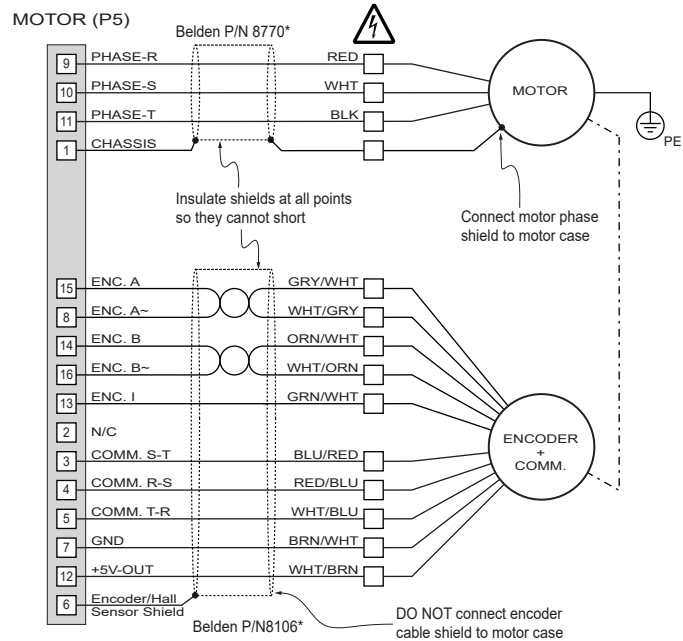 MOTOR (P5)
Belden P/N 8770*
9 PHASE-R RED
10 PHASE-S WHT
11 PHASE-T BLK
1 CHASSIS
MOTOR
PE
Insulate shields at all points
so they cannot short
Connect motor phase
shield to motor case
15 ENC. A GRY/WHT
8 ENC. A~ WHT/GRY
14 ENC. B ORN/WHT
16 ENC. B~ WHT/ORN
13 ENC. I GRN/WHT
2 N/C
3 COMM. S-T BLU/RED
4 COMM. R-S RED/BLU
5 COMM. T-R WHT/BLU
7 GND BRN/WHT
12 +5V-OUT WHT/BRN
6 Encoder/Hall
Sensor Shield
ENCODER
+
COMM.
Belden P/N8106*
DO NOT connect encoder
cable shield to motor case